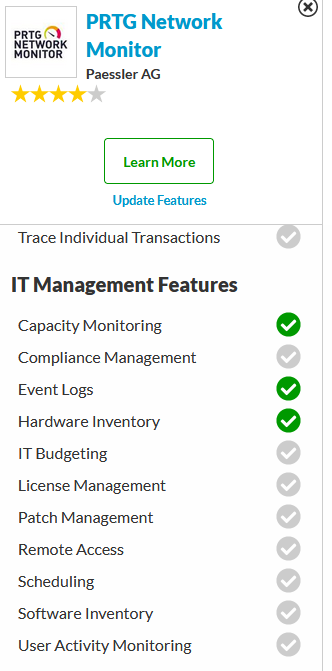 PRTG
NETWORK
MONITOR
PRTG Network
Monitor
Paessler AG
Learn More
Update Features
Trace Individual Transactions
IT Management Features
Capacity Monitoring
Compliance Management
Event Logs
Hardware Inventory
IT Budgeting
License Management
Patch Management
Remote Access
Scheduling
Software Inventory
User Activity Monitoring